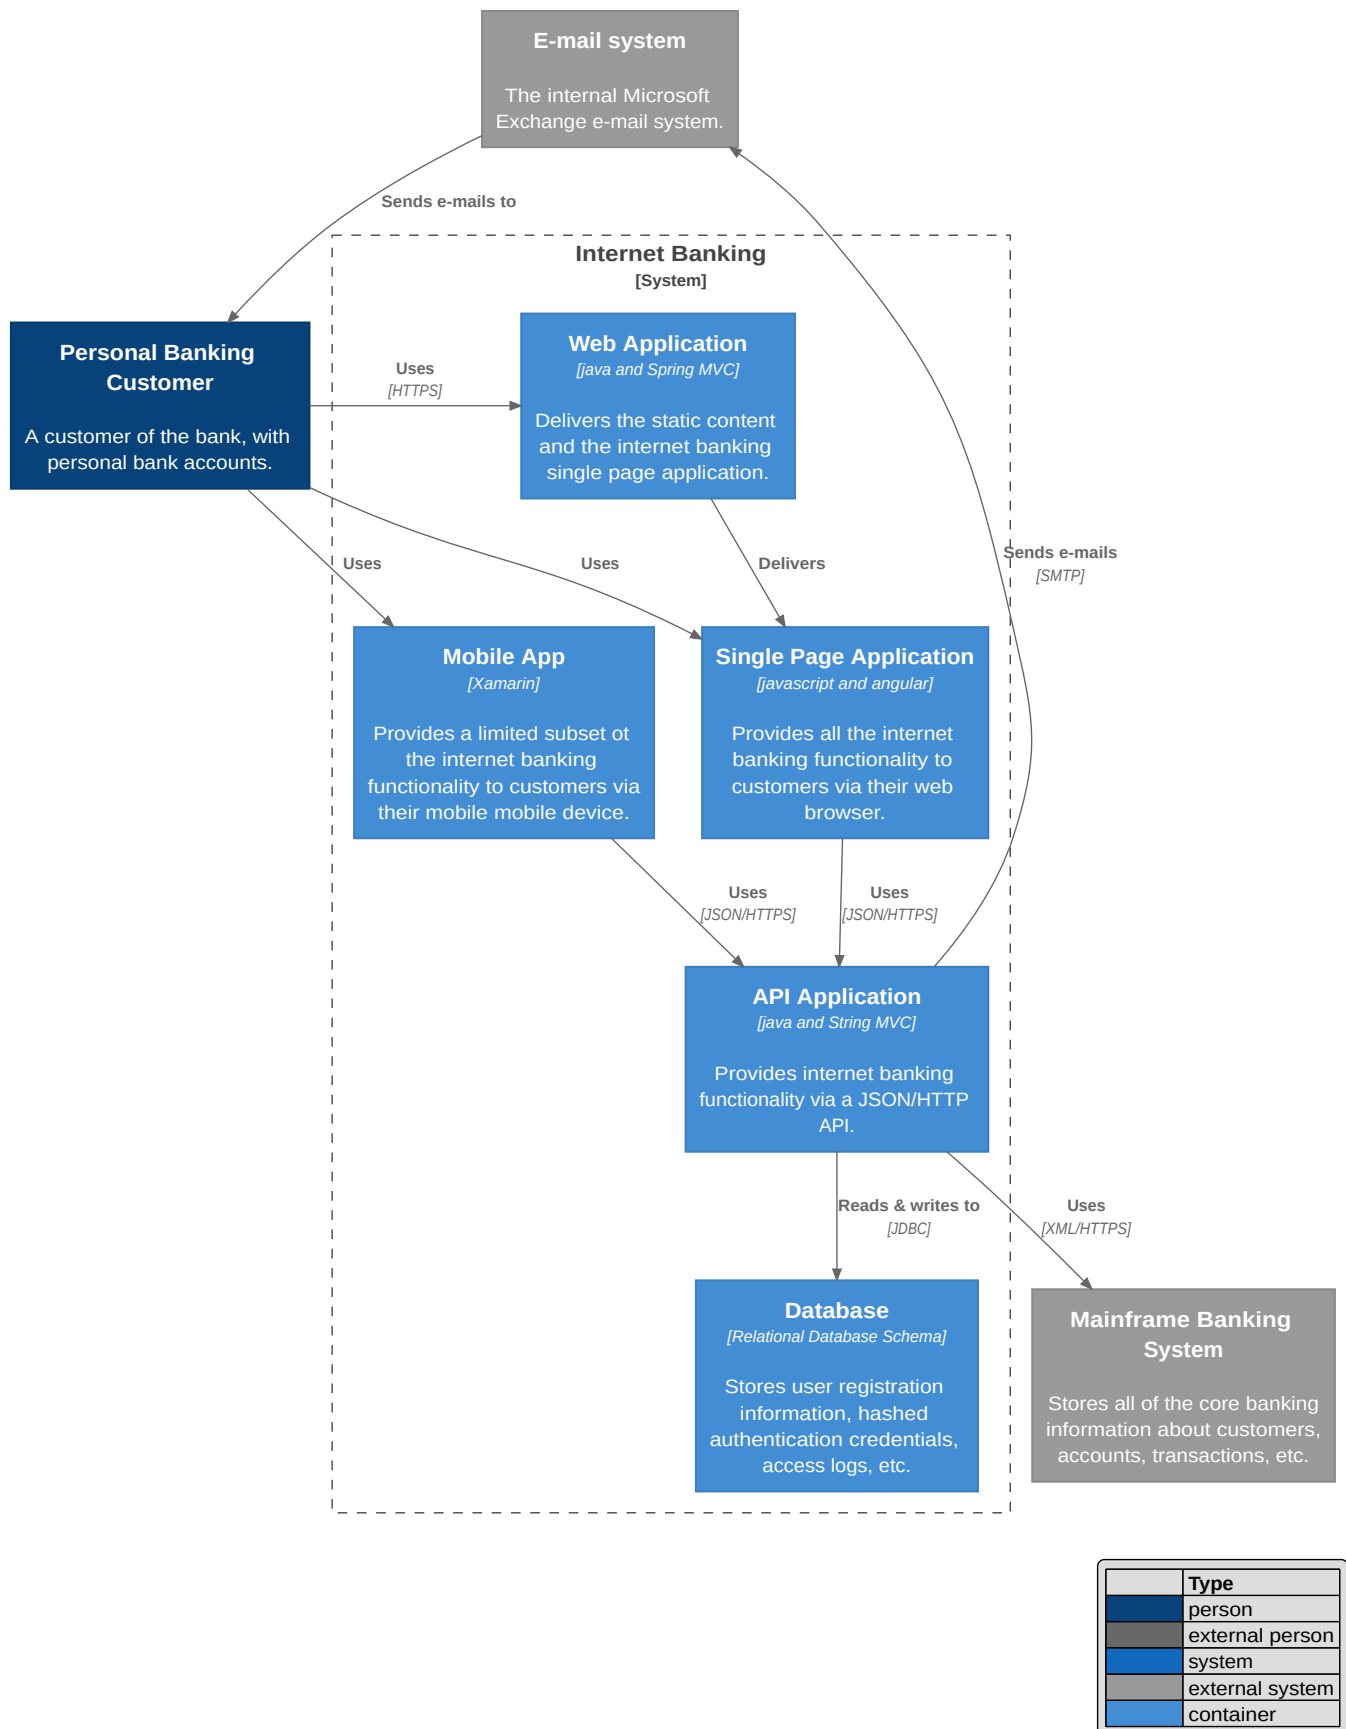 E-mail system
The internal Microsoft
Exchange e-mail system.
Sends e-mails to
Internet Banking
[System]
Personal Banking
Customer
A customer of the bank, with
personal bank accounts.
Uses
[HTTPS]
Web Application
[java and Spring MVC]
Delivers the static content
and the internet banking
single page application.
Uses
Uses
Delivers
Sends e-mails
[SMTP]
Mobile App
[Xamarin]
Provides a limited subset ot
the internet banking
functionality to customers via
their mobile mobile device.
Single Page Application
[javascript and angular]
Provides all the internet
banking functionality to
customers via their web
browser.
Uses
[JSON/HTTPS]
Uses
[JSON/HTTPS]
API Application
[java and String MVC]
Provides internet banking
functionality via a JSON/HTTP
API.
Reads & writes to
[JDBC]
Uses
[XML/HTTPS]
Database
[Relational Database Schema]
Stores user registration
information, hashed
authentication credentials,
access logs, etc.
Mainframe Banking
System
Stores all of the core banking
information about customers,
accounts, transactions, etc.
Type
person
external person
system
external system
container